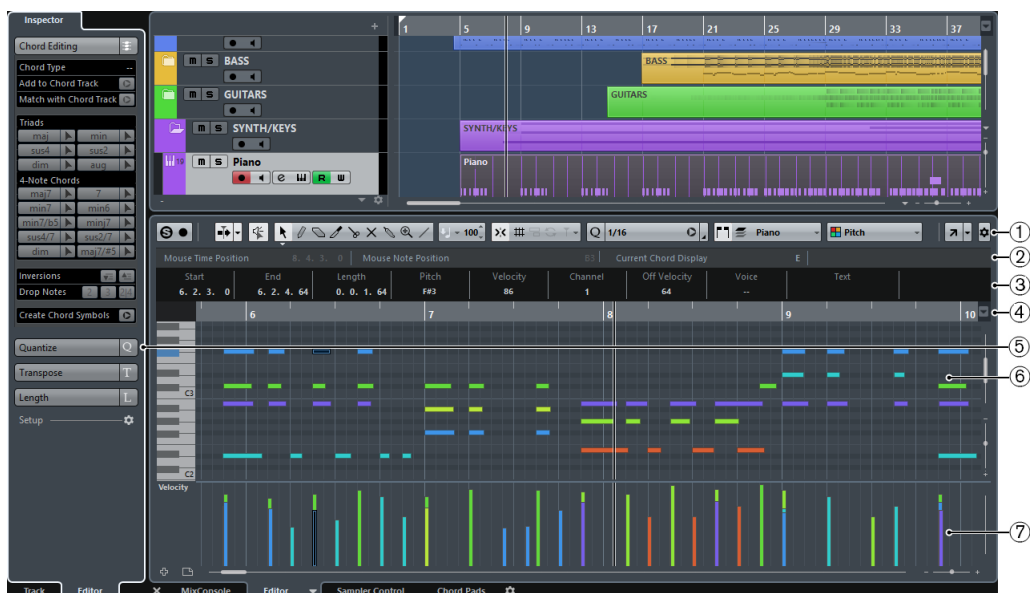 Inspector
Chord Editing
Chord Type --
Add to Chord Track
Match with Chord Track
Triads
maj min
sus4 sus2
dim aug
4-Note Chords
maj7 7
min7 min6
min7/b5 minj7
sus4/7 sus2/7
dim maj7/#5
Inversions
Drop Notes 2 3 2/4
Create Chord Symbols
Quantize Q
Transpose T
Length L
Setup
+
1 5 9 13 17 21 25 29 33 37
m S BASS
BASS
m S GUITARS
GUITARS
m S SYNTH/KEYS
SYNTH/KEYS
19 m S Piano
Piano
e R
S 100 Q 1/16 Piano Pitch
Mouse Time Position 8. 4. 3. 0 Mouse Note Position B3 Current Chord Display E
Start End Length Pitch Velocity Channel Off Velocity Voice Text
6. 2. 3. 0 6. 2. 4. 64 0. 0. 1. 64 F#3 86 1 64 --
6 7 8 9 10
C3
C2
Velocity
1
2
3
4
5
6
7
Track Editor
MixConsole Editor Sampler Control Chord Pads